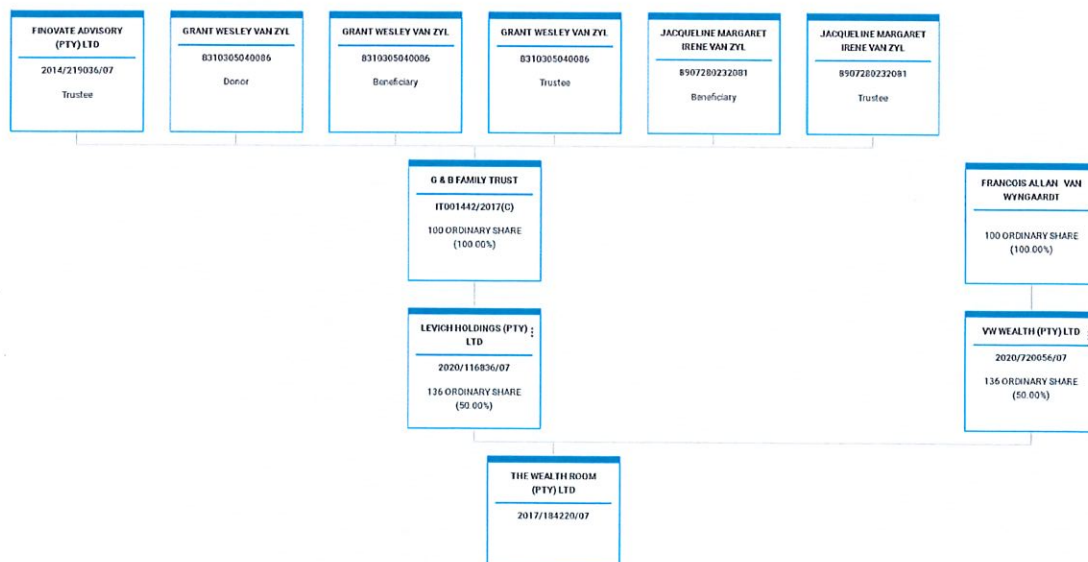 FINOVATE ADVISORY
(PTY) LTD
2014/219036/07
Trustee
GRANT WESLEY VAN ZYL
8310305040086
Donor
GRANT WESLEY VAN ZYL
8310305040086
Beneficiary
GRANT WESLEY VAN ZYL
8310305040086
Trustee
JACQUELINE MARGARET
IRENE VAN ZYL
8907280232081
Beneficiary
JACQUELINE MARGARET
IRENE VAN ZYL
8907280232081
Trustee
G & B FAMILY TRUST
IT001442/2017(C)
100 ORDINARY SHARE
(100.00%)
FRANCOIS ALLAN VAN
WYNGAARDT
100 ORDINARY SHARE
(100.00%)
LEVICH HOLDINGS (PTY)
LTD
2020/116836/07
136 ORDINARY SHARE
(50.00%)
VW WEALTH (PTY) LTD
2020/720056/07
136 ORDINARY SHARE
(50.00%)
THE WEALTH ROOM
(PTY) LTD
2017/184220/07